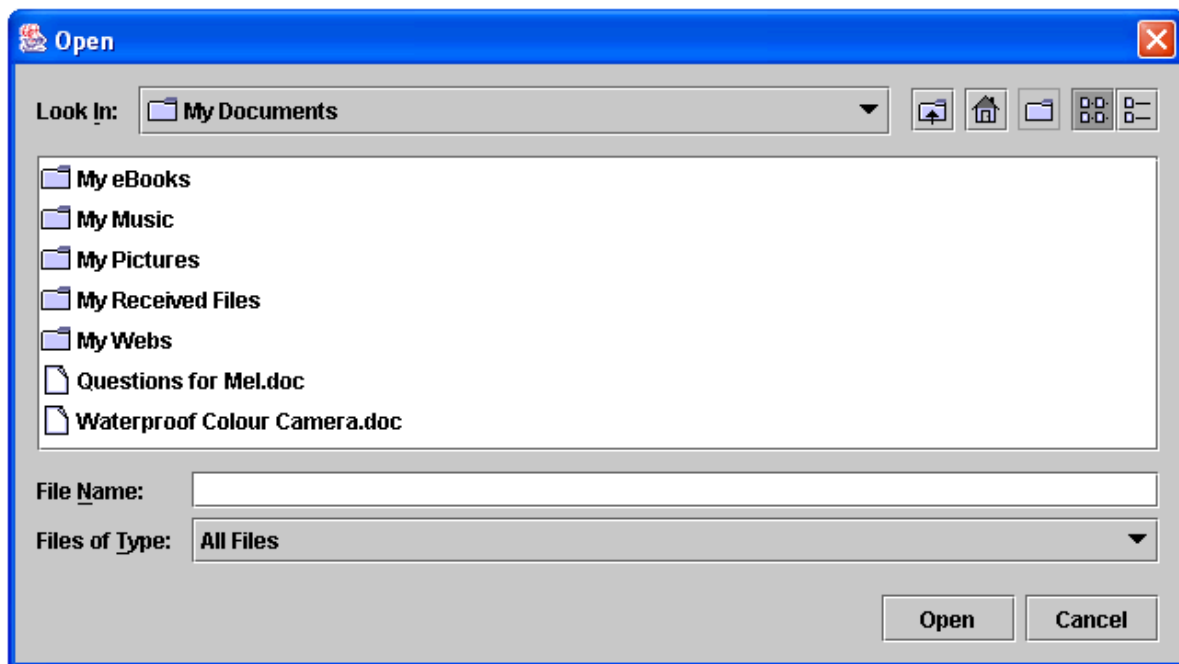 Open
Look In: My Documents
My eBooks
My Music
My Pictures
My Received Files
My Webs
Questions for Mel.doc
Waterproof Colour Camera.doc
File Name:
Files of Type: All Files
Open Cancel